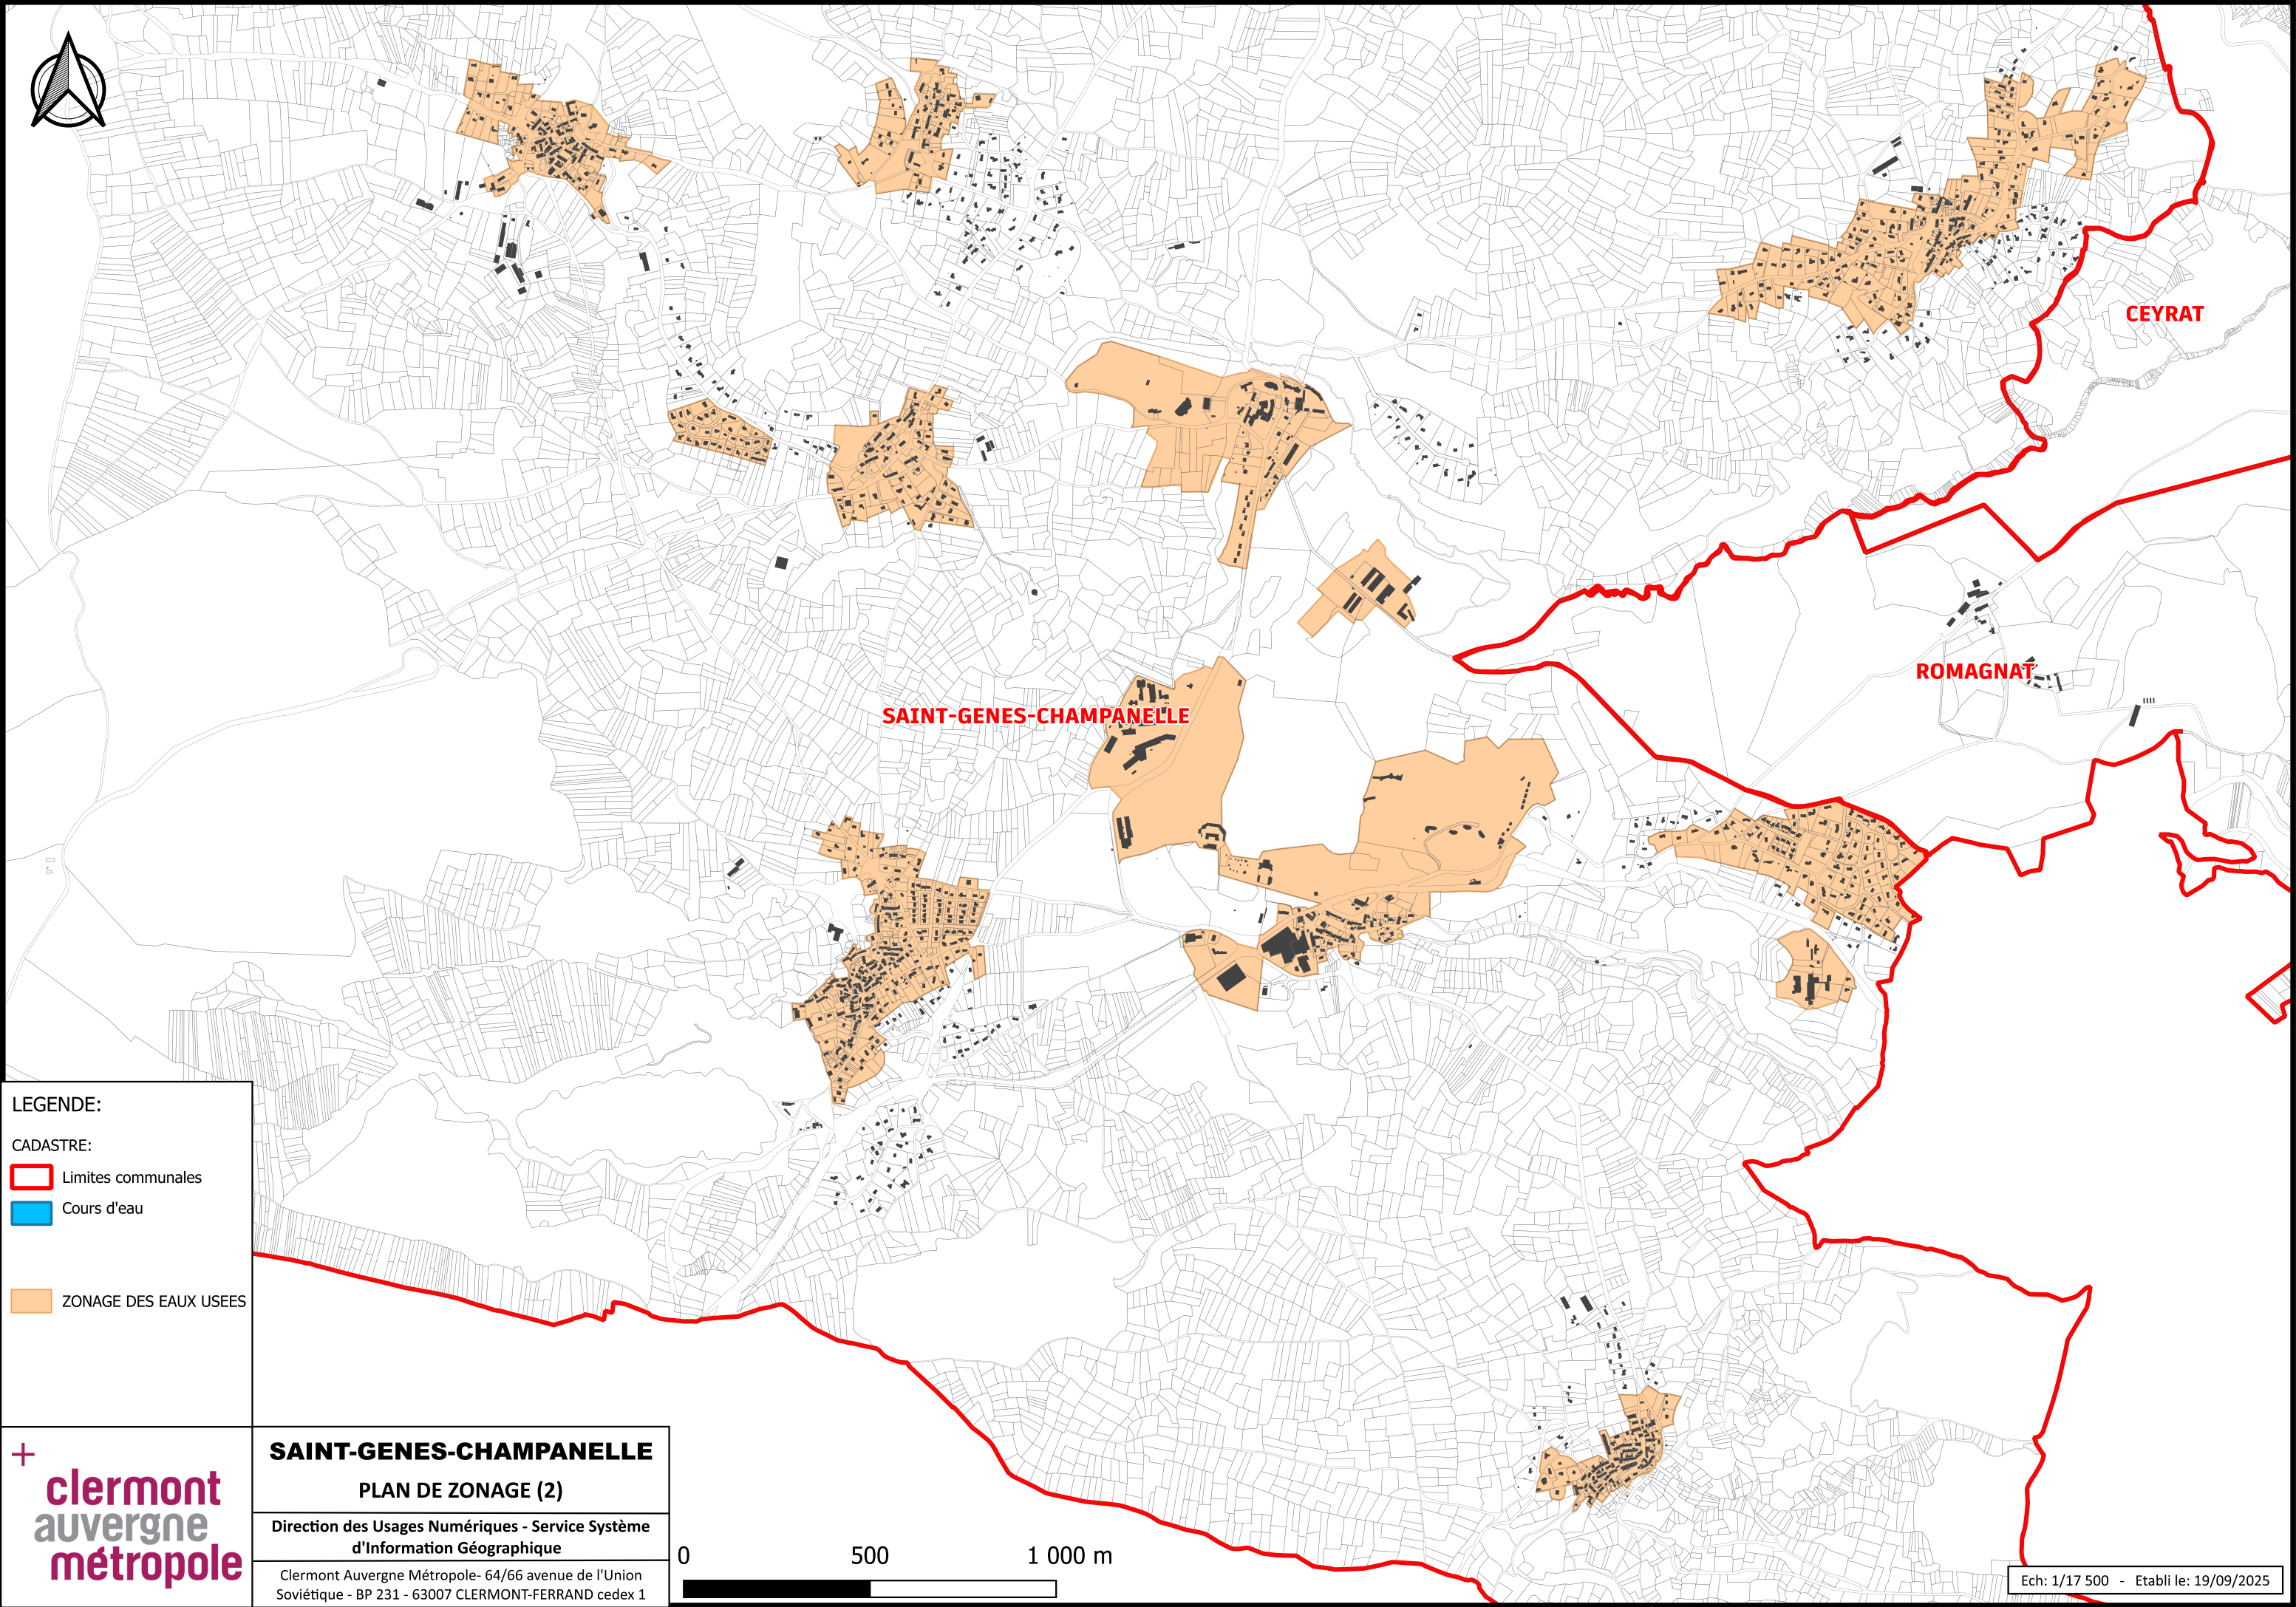 CEYRAT
ROMAGNAT
SAINT-GENES-CHAMPANELLE
LEGENDE:
CADASTRE:
Limites communales
Cours d'eau
ZONAGE DES EAUX USEES
+
clermont
auvergne
métropole
SAINT-GENES-CHAMPANELLE
PLAN DE ZONAGE (2)
Direction des Usages Numériques - Service Système
d'Information Géographique
Clermont Auvergne Métropole- 64/66 avenue de l'Union
Soviétique - BP 231 - 63007 CLERMONT-FERRAND cedex 1
0 500 1 000 m
Ech: 1/17 500 - Etabli le: 19/09/2025